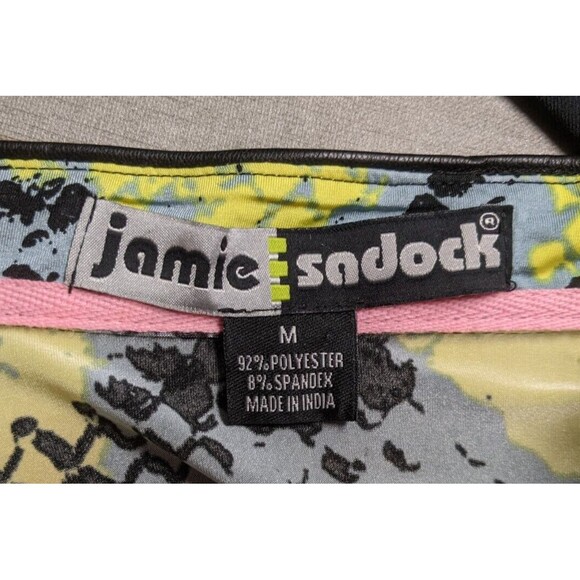 jamie sadock®
M
92% POLYESTER
8% SPANDEX
MADE IN INDIA